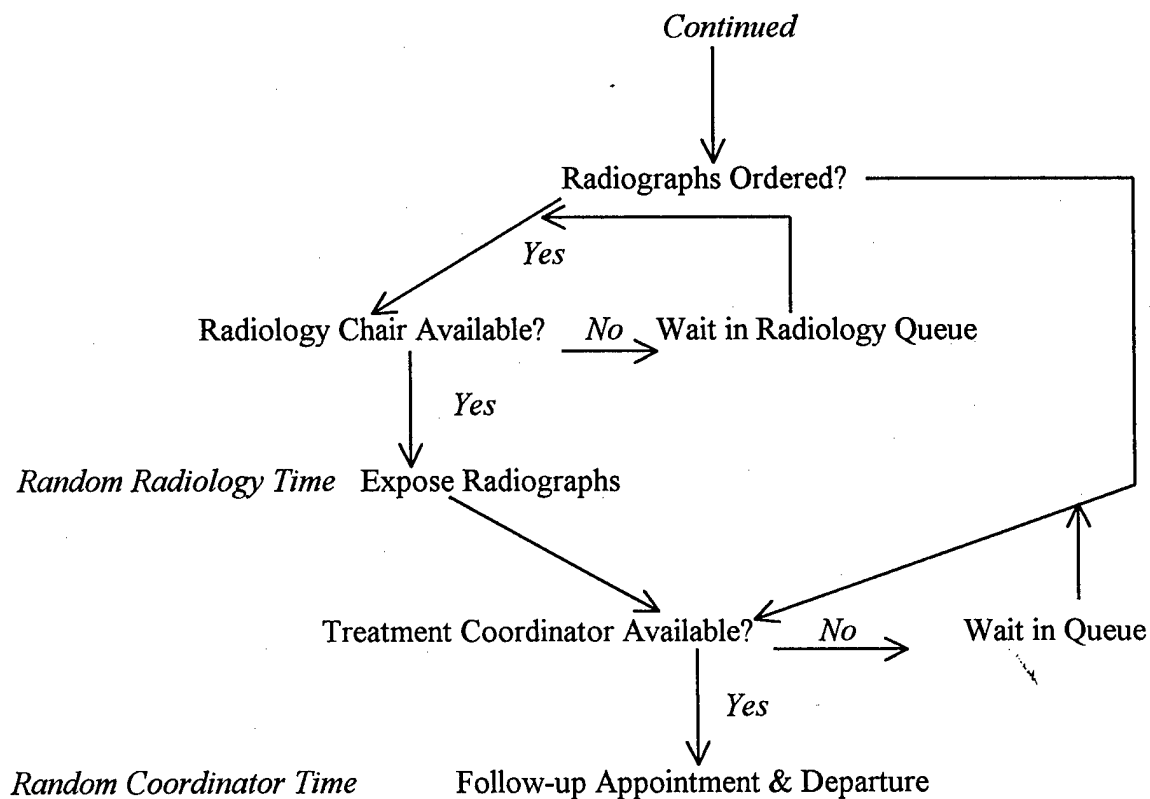 Continued
Radiographs Ordered?
Yes
Radiology Chair Available? No Wait in Radiology Queue
Yes
Random Radiology Time Expose Radiographs
Treatment Coordinator Available? No Wait in Queue
Yes
Random Coordinator Time Follow-up Appointment & Departure